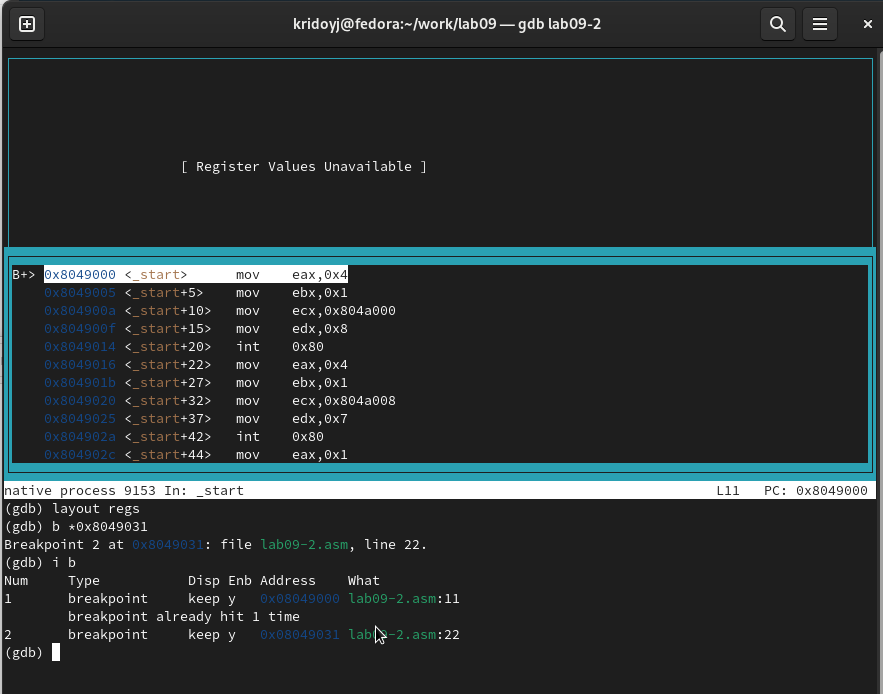 kridoyj@fedora:~/work/lab09 — gdb lab09-2
[ Register Values Unavailable ]
B+> 0x8049000 <_start> mov eax,0x4
0x8049005 <_start+5> mov ebx,0x1
0x804900a <_start+10> mov ecx,0x804a000
0x804900f <_start+15> mov edx,0x8
0x8049014 <_start+20> int 0x80
0x8049016 <_start+22> mov eax,0x4
0x804901b <_start+27> mov ebx,0x1
0x8049020 <_start+32> mov ecx,0x804a008
0x8049025 <_start+37> mov edx,0x7
0x804902a <_start+42> int 0x80
0x804902c <_start+44> mov eax,0x1
native process 9153 In: _start L11 PC: 0x8049000
(gdb) layout regs
(gdb) b *0x8049031
Breakpoint 2 at 0x8049031: file lab09-2.asm, line 22.
(gdb) i b
Num Type Disp Enb Address What
1 breakpoint keep y 0x08049000 lab09-2.asm:11
breakpoint already hit 1 time
2 breakpoint keep y 0x08049031 lab09-2.asm:22
(gdb)